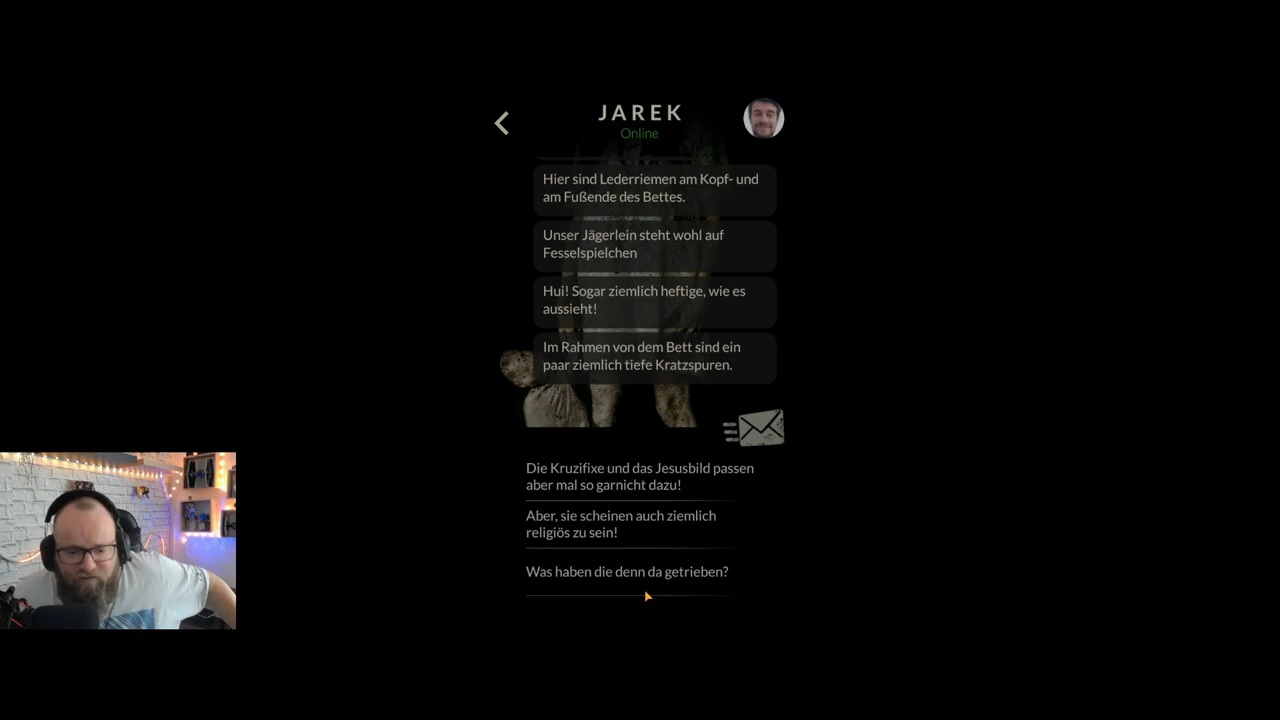 JAREK
Online
Hier sind Lederriemen am Kopf- und
am Fußende des Bettes.
Unser Jägerlein steht wohl auf
Fesselspielchen
Hui! Sogar ziemlich heftige, wie es
aussieht!
Im Rahmen von dem Bett sind ein
paar ziemlich tiefe Kratzspuren.
Die Kruzifixe und das Jesusbild passen
aber mal so garnicht dazu!
Aber, sie scheinen auch ziemlich
religiös zu sein!
Was haben die denn da getrieben?